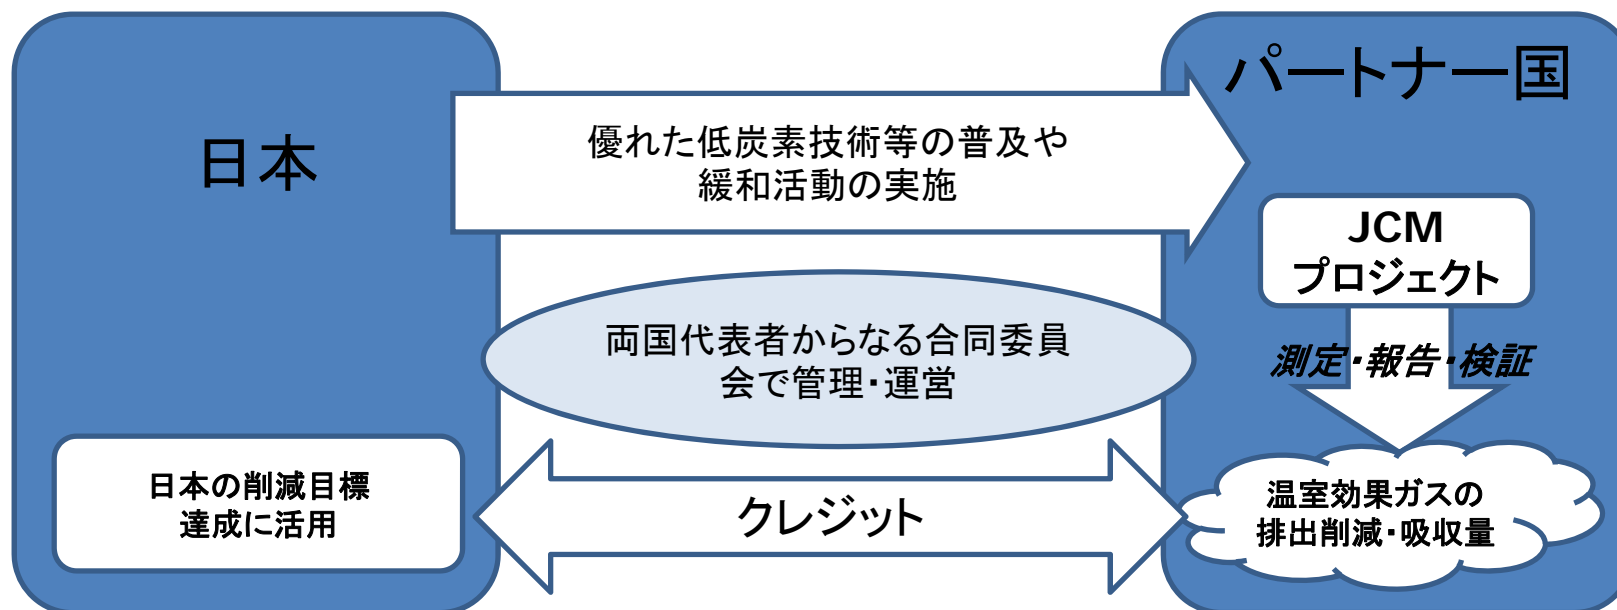 日本
優れた低炭素技術等の普及や
緩和活動の実施
パートナー国
JCM
プロジェクト
両国代表者からなる合同委員
会で管理・運営
測定・報告・検証
日本の削減目標
達成に活用
クレジット
温室効果ガスの
排出削減・吸収量